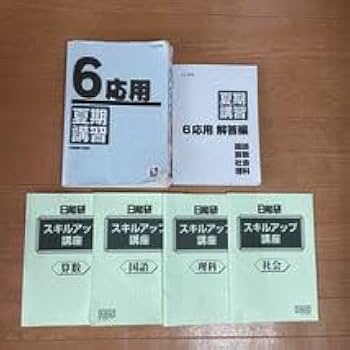 6応用
夏期
講習
夏期
講習
6応用 解答編
国語
算数
社会
理科
日能研
スキルアップ
講座
算数
日能研
スキルアップ
講座
国語
日能研
スキルアップ
講座
理科
日能研
スキルアップ
講座
社会